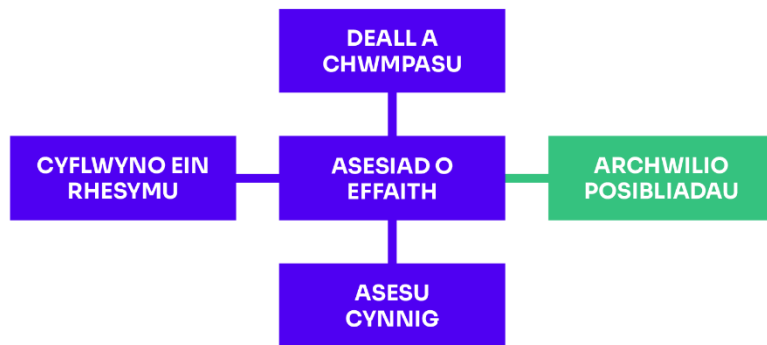 DEALL A
CHWMPASU
CYFLWYNO EIN
RHESYMU
ASESIAD O
EFFAITH
ARCHWILIO
POSIBLIADAU
ASESU
CYNNIG